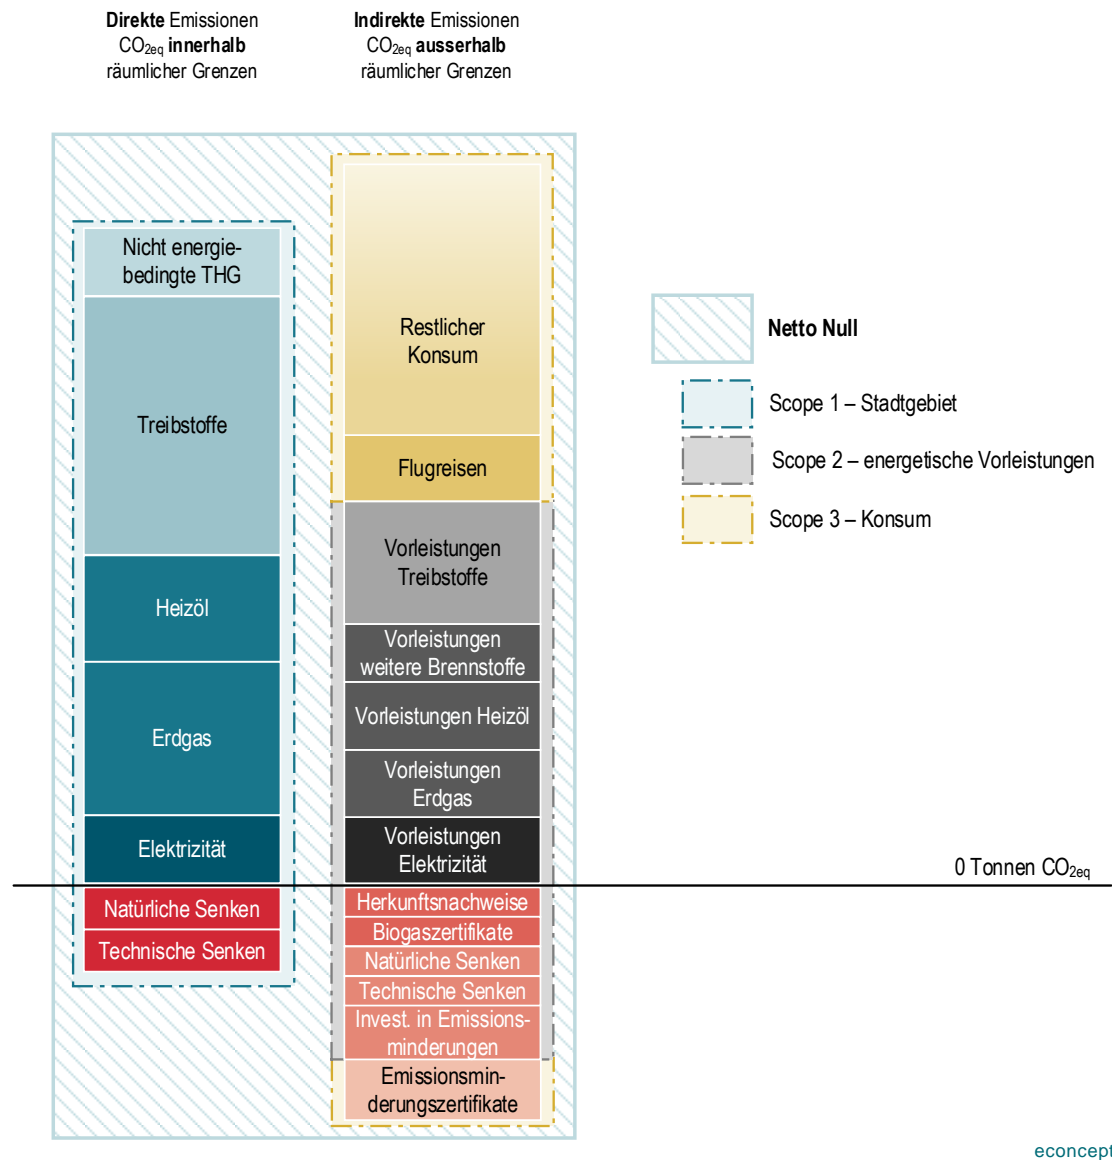 Direkte Emissionen
CO2eq innerhalb
räumlicher Grenzen
Indirekte Emissionen
CO2eq ausserhalb
räumlicher Grenzen
Nicht energie-
bedingte THG
Treibstoffe
Heizöl
Erdgas
Elektrizität
Natürliche Senken
Technische Senken
Restlicher
Konsum
Flugreisen
Vorleistungen
Treibstoffe
Vorleistungen
weitere Brennstoffe
Vorleistungen Heizöl
Vorleistungen
Erdgas
Vorleistungen
Elektrizität
Herkunftsnachweise
Biogaszertifikate
Natürliche Senken
Technische Senken
Invest. in Emissions-
minderungen
Emissionsmin-
derungszertifikate
Netto Null
Scope 1 – Stadtgebiet
Scope 2 – energetische Vorleistungen
Scope 3 – Konsum
0 Tonnen CO2eq
econcept